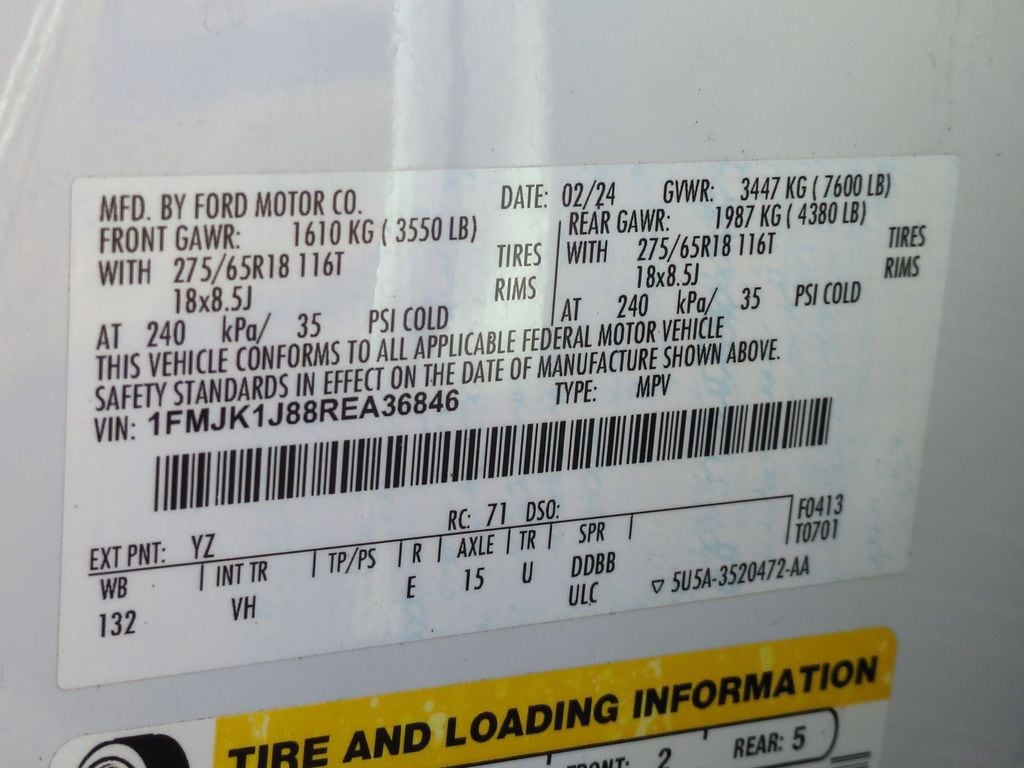 MFD. BY FORD MOTOR CO. DATE: 02/24 GVWR: 3447 KG ( 7600 LB)
FRONT GAWR: 1610 KG ( 3550 LB) REAR GAWR: 1987 KG ( 4380 LB)
WITH 275/65R18 116T TIRES WITH 275/65R18 116T TIRES
18x8.5J RIMS 18x8.5J RIMS
AT 240 kPa/ 35 PSI COLD AT 240 kPa/ 35 PSI COLD
THIS VEHICLE CONFORMS TO ALL APPLICABLE FEDERAL MOTOR VEHICLE
SAFETY STANDARDS IN EFFECT ON THE DATE OF MANUFACTURE SHOWN ABOVE.
VIN: 1FMJK1J88REA36846 TYPE: MPV
EXT PNT: YZ RC: 71 DSO: F0413
WB INT TR TP/PS R AXLE TR SPR T0701
132 VH E 15 U DDBB
ULC ▽ 5U5A-3520472-AA
TIRE AND LOADING INFORMATION
FRONT: 2 REAR: 5